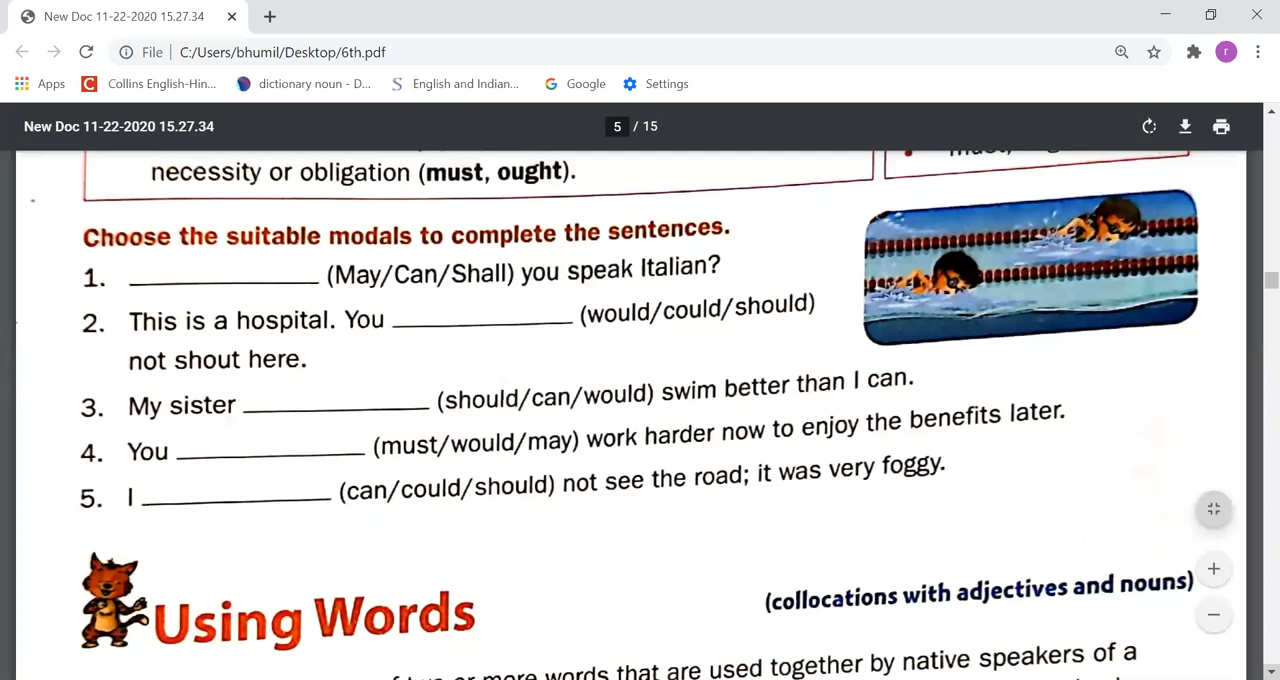 New Doc 11-22-2020 15.27.34
File C:/Users/bhumil/Desktop/6th.pdf
r
Apps Collins English-Hin... dictionary noun - D... English and Indian... Google Settings
New Doc 11-22-2020 15.27.34 5 / 15
necessity or obligation (must, ought).
Choose the suitable modals to complete the sentences.
1. ____________ (May/Can/Shall) you speak Italian?
2. This is a hospital. You ____________ (would/could/should)
not shout here.
3. My sister ____________ (should/can/would) swim better than I can.
4. You ____________ (must/would/may) work harder now to enjoy the benefits later.
5. I ____________ (can/could/should) not see the road; it was very foggy.
Using Words
(collocations with adjectives and nouns)
or more words that are used together by native speakers of a